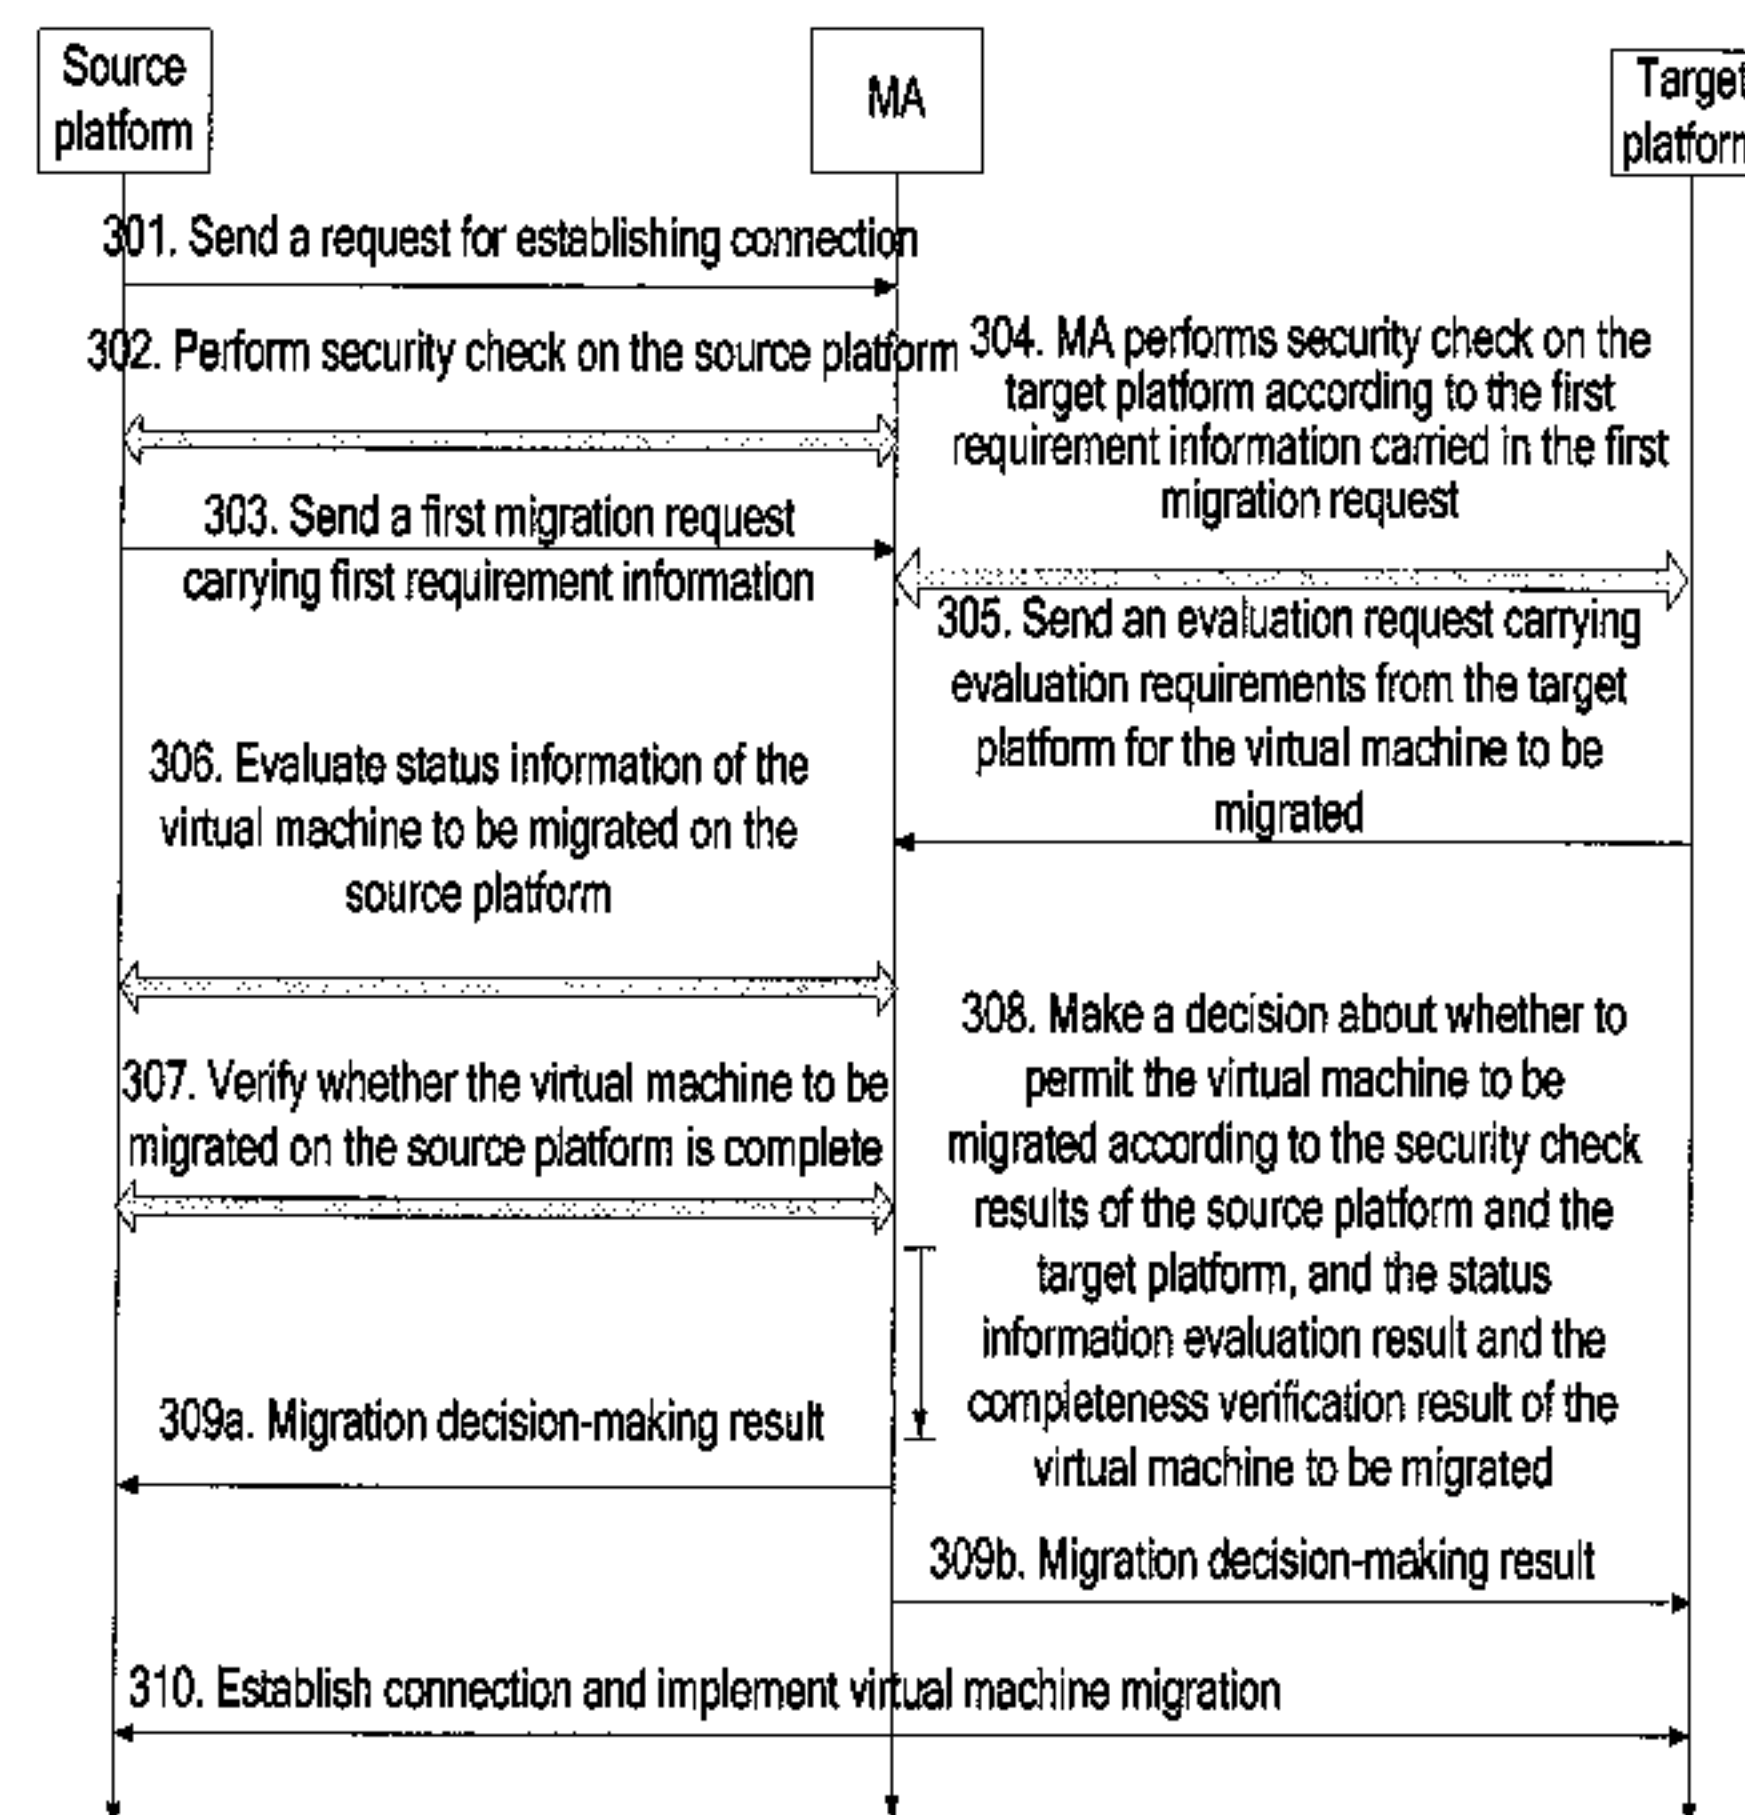 Source
platform
MA
Target
platform
301. Send a request for establishing connection
302. Perform security check on the source platform
304. MA performs security check on the
target platform according to the first
requirement information carried in the first
migration request
303. Send a first migration request
carrying first requirement information
305. Send an evaluation request carrying
evaluation requirements from the target
platform for the virtual machine to be
migrated
306. Evaluate status information of the
virtual machine to be migrated on the
source platform
307. Verify whether the virtual machine to be
migrated on the source platform is complete
308. Make a decision about whether to
permit the virtual machine to be
migrated according to the security check
results of the source platform and the
target platform, and the status
information evaluation result and the
completeness verification result of the
virtual machine to be migrated
309a. Migration decision-making result
309b. Migration decision-making result
310. Establish connection and implement virtual machine migration